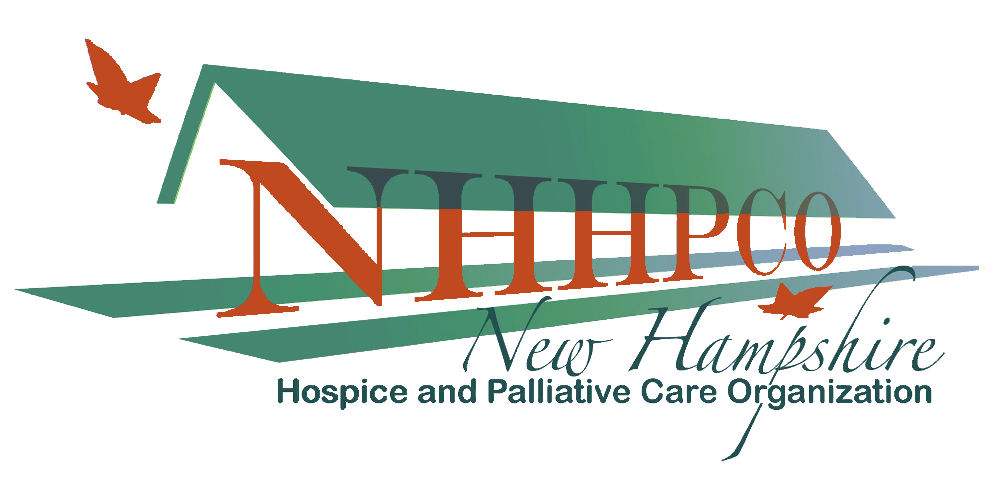 NHHPCO
New Hampshire
Hospice and Palliative Care Organization